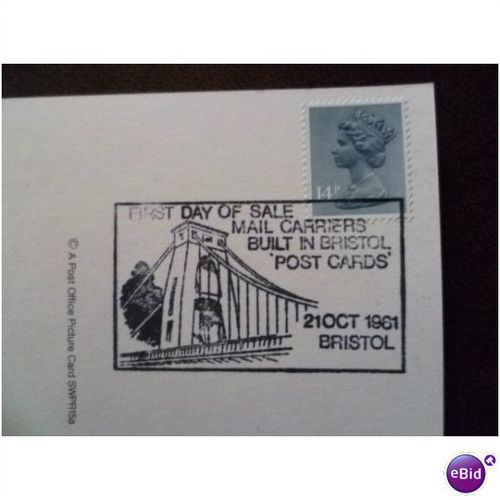 14P
FIRST DAY OF SALE
MAIL CARRIERS
BUILT IN BRISTOL
'POST CARDS'
21 OCT 1981
BRISTOL
© A Post Office Picture Card SWPR15a
eBid